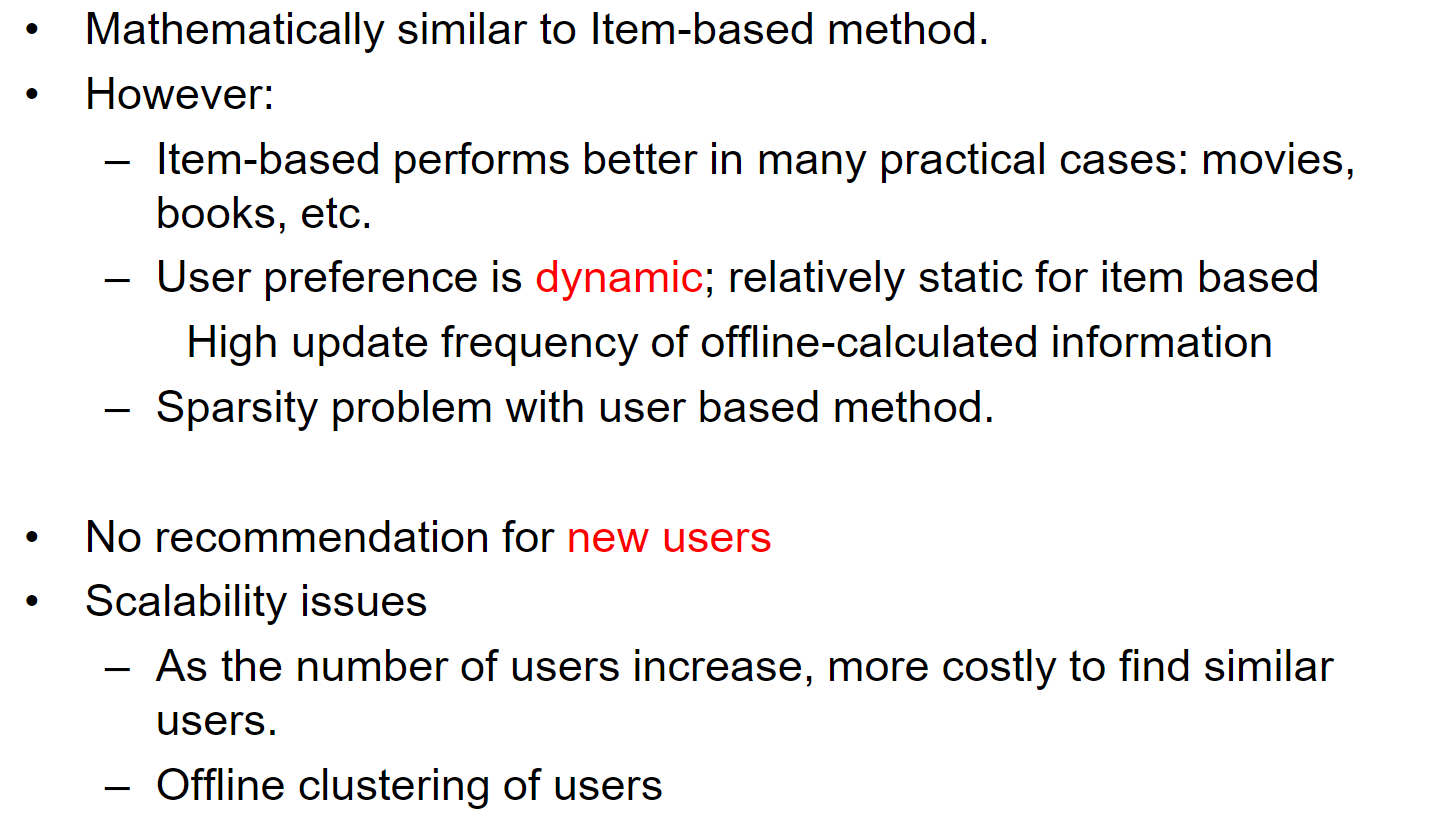 • Mathematically similar to Item-based method.
• However:
– Item-based performs better in many practical cases: movies,
books, etc.
– User preference is dynamic; relatively static for item based
High update frequency of offline-calculated information
– Sparsity problem with user based method.
• No recommendation for new users
• Scalability issues
– As the number of users increase, more costly to find similar
users.
– Offline clustering of users